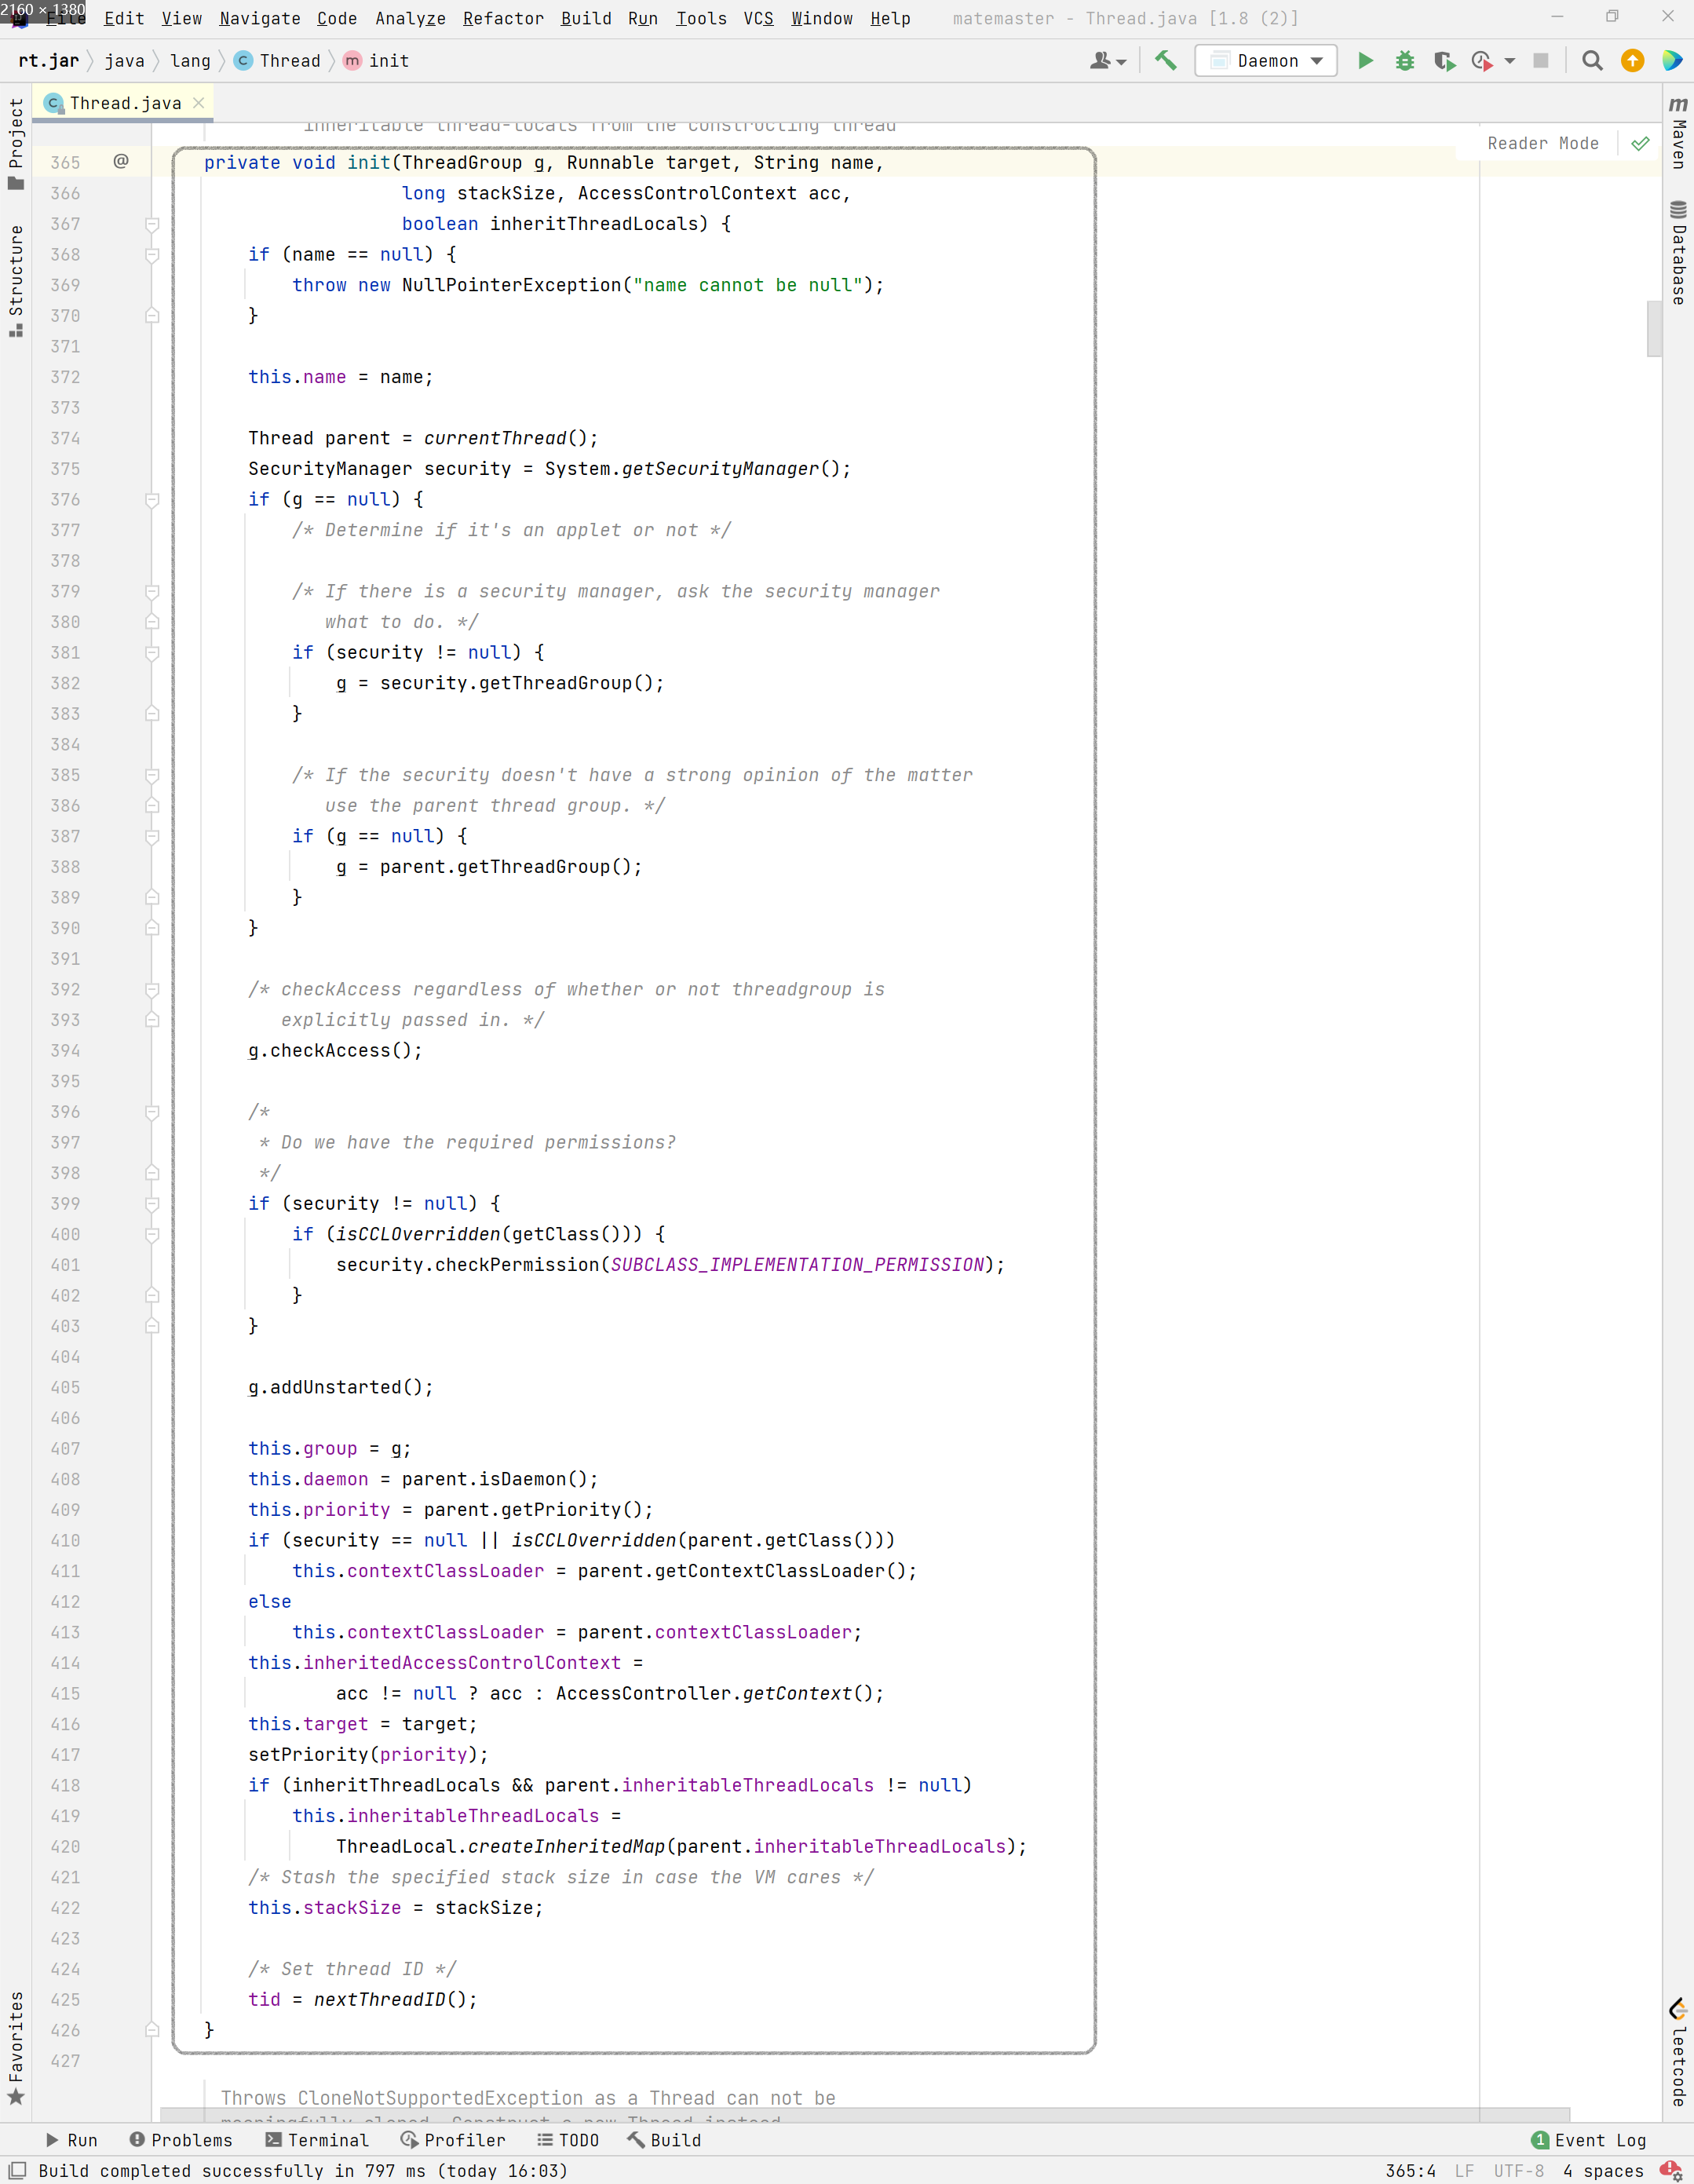 2160 × 1380
File Edit View Navigate Code Analyze Refactor Build Run Tools VCS Window Help matemaster - Thread.java [1.8 (2)]
rt.jar java lang C Thread m init Daemon
Project
Structure
Favorites
C Thread.java
m Maven
Database
leetcode
inheritable thread-locals from the constructing thread
Reader Mode
365 @ private void init(ThreadGroup g, Runnable target, String name,
366 long stackSize, AccessControlContext acc,
367 boolean inheritThreadLocals) {
368 if (name == null) {
369 throw new NullPointerException("name cannot be null");
370 }
371
372 this.name = name;
373
374 Thread parent = currentThread();
375 SecurityManager security = System.getSecurityManager();
376 if (g == null) {
377 /* Determine if it's an applet or not */
378
379 /* If there is a security manager, ask the security manager
380 what to do. */
381 if (security != null) {
382 g = security.getThreadGroup();
383 }
384
385 /* If the security doesn't have a strong opinion of the matter
386 use the parent thread group. */
387 if (g == null) {
388 g = parent.getThreadGroup();
389 }
390 }
391
392 /* checkAccess regardless of whether or not threadgroup is
393 explicitly passed in. */
394 g.checkAccess();
395
396 /*
397 * Do we have the required permissions?
398 */
399 if (security != null) {
400 if (isCCLOverridden(getClass())) {
401 security.checkPermission(SUBCLASS_IMPLEMENTATION_PERMISSION);
402 }
403 }
404
405 g.addUnstarted();
406
407 this.group = g;
408 this.daemon = parent.isDaemon();
409 this.priority = parent.getPriority();
410 if (security == null || isCCLOverridden(parent.getClass()))
411 this.contextClassLoader = parent.getContextClassLoader();
412 else
413 this.contextClassLoader = parent.contextClassLoader;
414 this.inheritedAccessControlContext =
415 acc != null ? acc : AccessController.getContext();
416 this.target = target;
417 setPriority(priority);
418 if (inheritThreadLocals && parent.inheritableThreadLocals != null)
419 this.inheritableThreadLocals =
420 ThreadLocal.createInheritedMap(parent.inheritableThreadLocals);
421 /* Stash the specified stack size in case the VM cares */
422 this.stackSize = stackSize;
423
424 /* Set thread ID */
425 tid = nextThreadID();
426 }
427
Throws CloneNotSupportedException as a Thread can not be
meaningfully cloned. Construct a new Thread instead.
Run Problems Terminal Profiler TODO Build 1 Event Log
Build completed successfully in 797 ms (today 16:03) 365:4 LF UTF-8 4 spaces